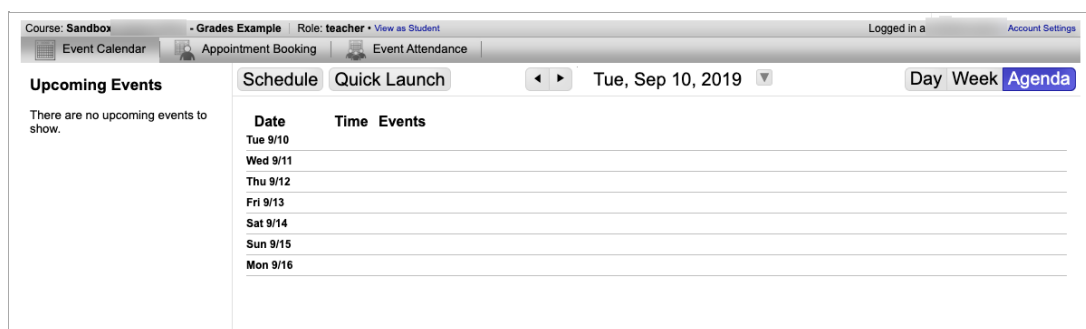 Course: Sandbox - Grades Example Role: teacher • View as Student Logged in a Account Settings
Event Calendar Appointment Booking Event Attendance
Upcoming Events
There are no upcoming events to
show.
Schedule Quick Launch Tue, Sep 10, 2019 Day Week Agenda
Date Time Events
Tue 9/10
Wed 9/11
Thu 9/12
Fri 9/13
Sat 9/14
Sun 9/15
Mon 9/16